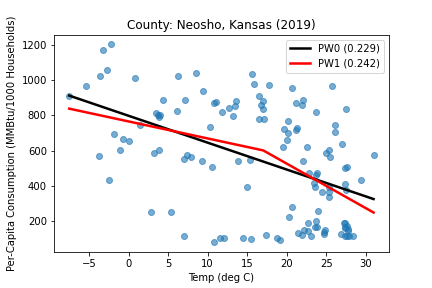 County: Neosho, Kansas (2019)
Per-Capita Consumption (MMBtu/1000 Households)
1200
1000
800
600
400
200
PW0 (0.229)
PW1 (0.242)
−5
0
5
10
15
20
25
30
Temp (deg C)